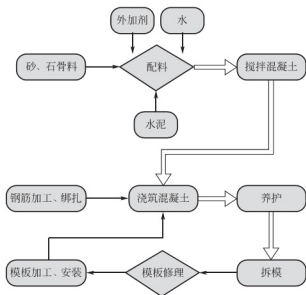 外加剂
水
砂、石骨料
配料
搅拌混凝土
水泥
钢筋加工、绑扎
浇筑混凝土
养护
模板加工、安装
模板修理
拆模